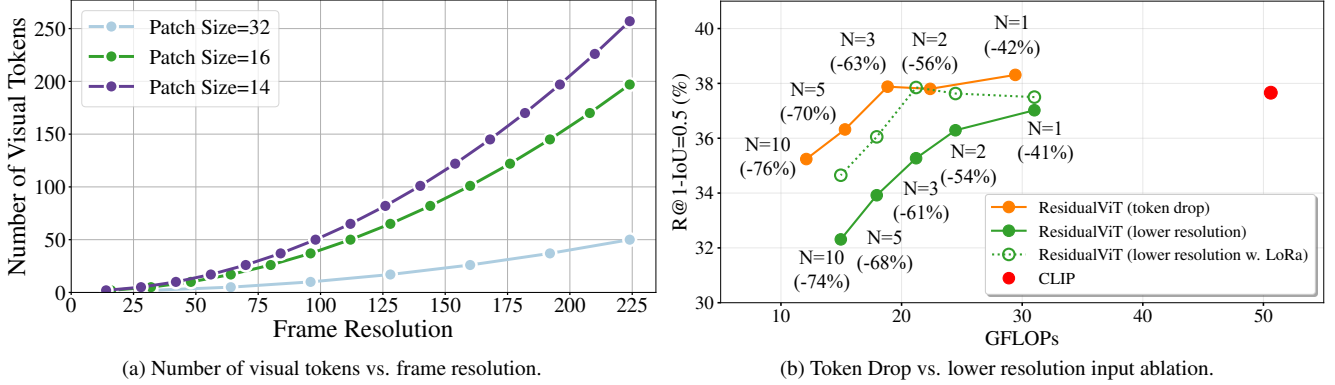 250
200
150
100
50
0
Number of Visual Tokens
Patch Size=32
Patch Size=16
Patch Size=14
0 25 50 75 100 125 150 175 200 225
Frame Resolution
(a) Number of visual tokens vs. frame resolution.
40
38
36
34
32
30
R@1-IoU=0.5 (%)
N=1
(-42%)
N=3
(-63%)
N=2
(-56%)
N=5
(-70%)
N=10
(-76%)
N=1
(-41%)
N=2
(-54%)
N=3
(-61%)
N=5
(-68%)
N=10
(-74%)
ResidualViT (token drop)
ResidualViT (lower resolution)
ResidualViT (lower resolution w. LoRa)
CLIP
10 20 30 40 50
GFLOPs
(b) Token Drop vs. lower resolution input ablation.